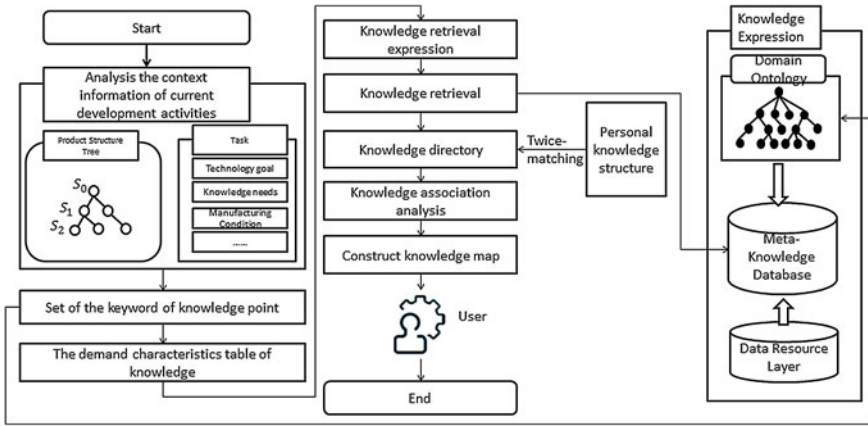 Start
Analysis the context
information of current
development activities
Product Structure
Tree
S0
S1
S2
Task
Technology goal
Knowledge needs
Manufacturing
Condition
......
Set of the keyword of knowledge point
The demand characteristics table of
knowledge
Knowledge retrieval
expression
Knowledge retrieval
Knowledge directory
Twice-
matching
Personal
knowledge
structure
Knowledge association
analysis
Construct knowledge map
User
End
Knowledge
Expression
Domain
Ontology
Meta-
Knowledge
Database
Data Resource
Layer